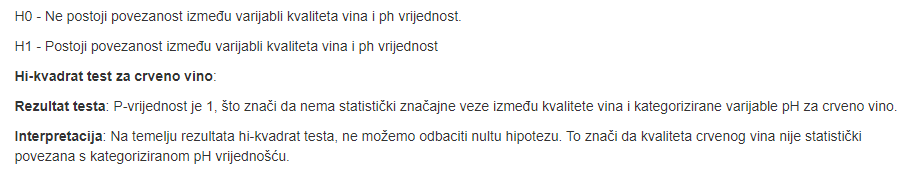 H0 - Ne postoji povezanost između varijabli kvaliteta vina i ph vrijednost.
H1 - Postoji povezanost između varijabli kvaliteta vina i ph vrijednost
Hi-kvadrat test za crveno vino:
Rezultat testa: P-vrijednost je 1, što znači da nema statistički značajne veze između kvalitete vina i kategorizirane varijable pH za crveno vino.
Interpretacija: Na temelju rezultata hi-kvadrat testa, ne možemo odbaciti nultu hipotezu. To znači da kvaliteta crvenog vina nije statistički
povezana s kategoriziranom pH vrijednošću.